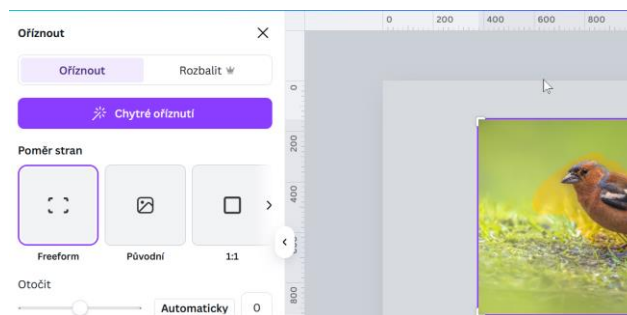 Oříznout
Oříznout Rozbalit
Chytré oříznutí
Poměr stran
Freeform Původní 1:1
Otočit
Automaticky 0
0 200 400 600 800
0
200
400
800